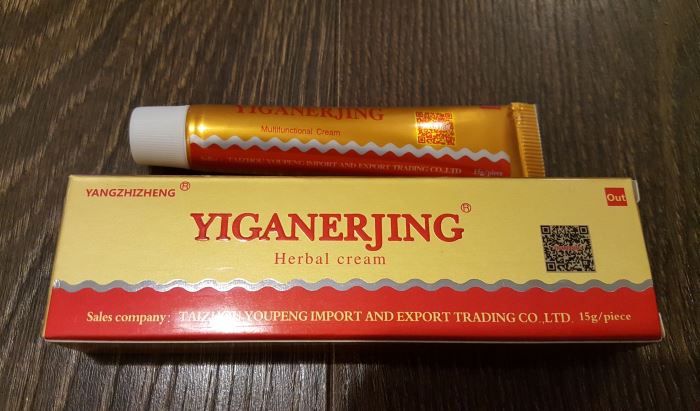 YIGANERJING
Multifunctional Cream
TAIZHOU YOUPENG IMPORT AND EXPORT TRADING CO.,LTD 15g/piece
YANGZHIZHENG®
Out
YIGANERJING®
Herbal cream
Sales company: TAIZHOU YOUPENG IMPORT AND EXPORT TRADING CO.,LTD. 15g/piece